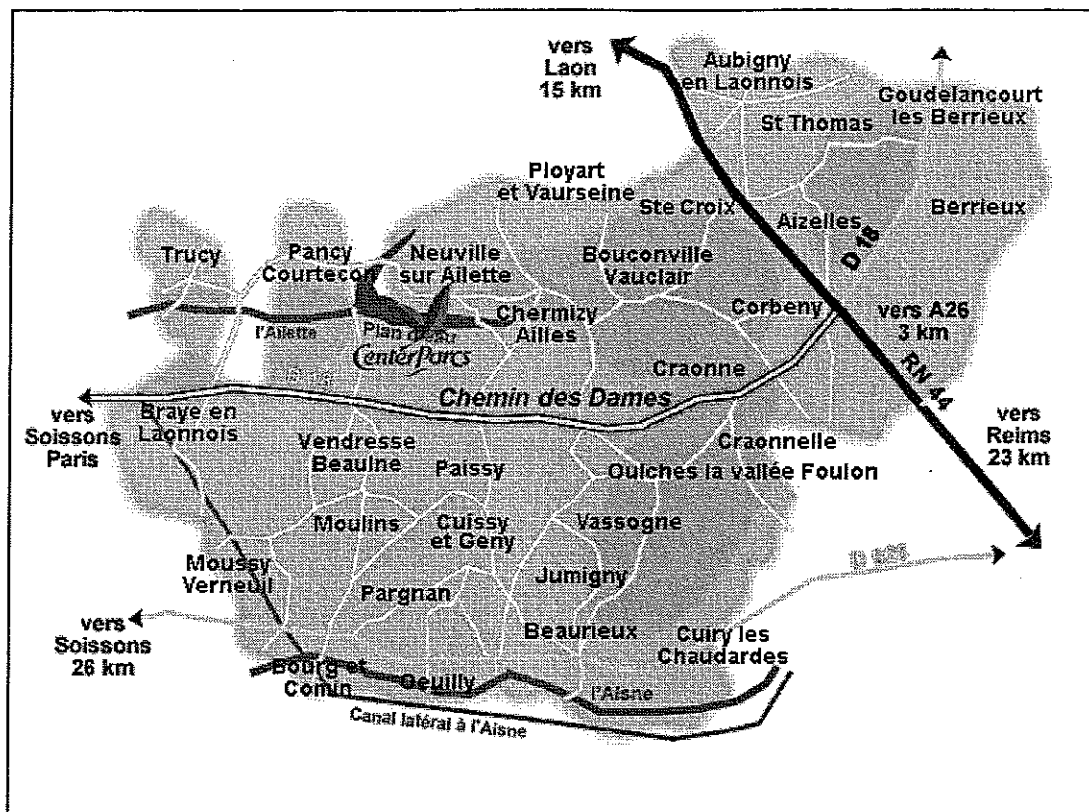 vers
Laon
15 km
Aubigny
en Laonnois
Goudelancourt
les Berrieux
St Thomas
Ployart
et Vaurseine
Ste Croix
Aizelles
Berrieux
D 18
Trucy
Pancy
Courtecon
Neuville
sur Ailette
Bouconville
Vauclair
Corbeny
vers A26
3 km
l'Ailette
Plan d'eau
CenterParcs
Chermizy
Ailles
Craonne
RN 44
Chemin des Dames
vers
Soissons
Paris
Braye en
Laonnois
vers
Reims
23 km
Vendresse
Beaulne
Paissy
Craonnelle
Oulches la vallée Foulon
Moulins
Cuissy
et Geny
Vassogne
Moussy
Verneuil
Jumigny
Pargnan
vers
Soissons
26 km
Beaurieux
Cuiry les
Chaudardes
Bourg et
Comin
Oeuilly
l'Aisne
Canal latéral à l'Aisne